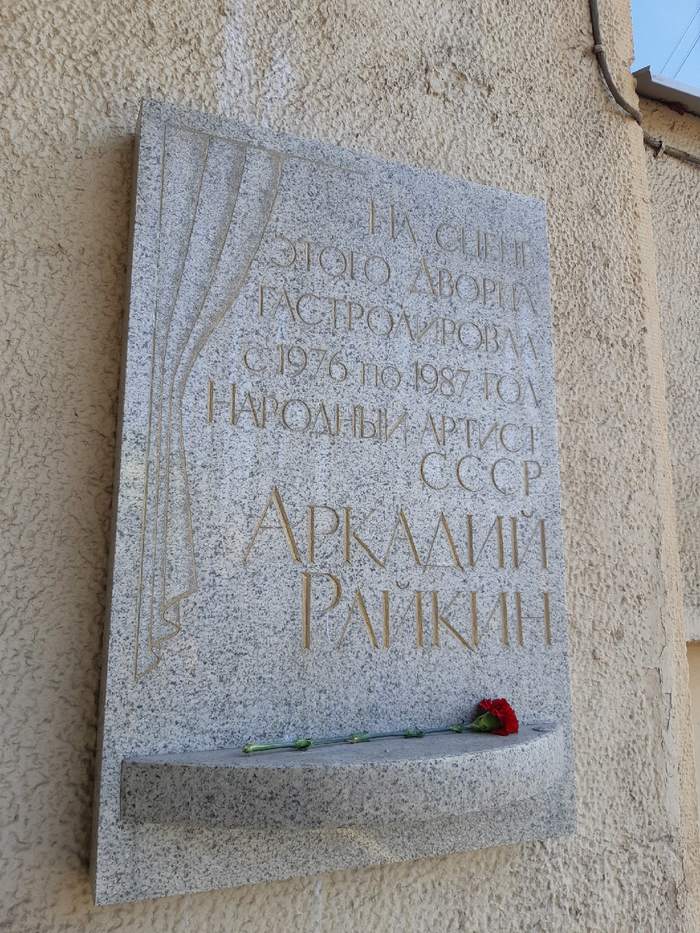 На сцене
этого Дворца
гастролировал
с 1976 по 1987 год
Народный артист
СССР
Аркадий
Райкин